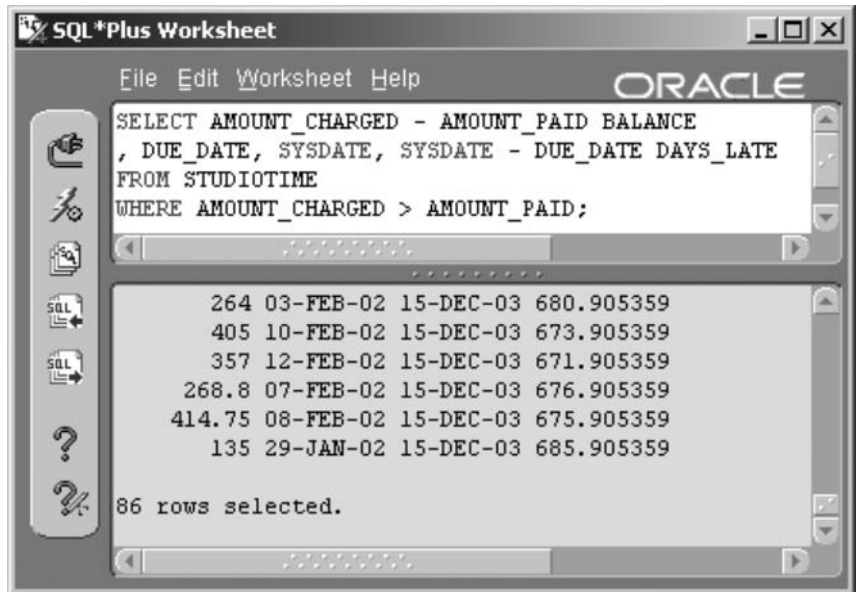 SQL*Plus Worksheet
File Edit Worksheet Help
ORACLE
SELECT AMOUNT_CHARGED - AMOUNT_PAID BALANCE
, DUE_DATE, SYSDATE, SYSDATE - DUE_DATE DAYS_LATE
FROM STUDIOTIME
WHERE AMOUNT_CHARGED > AMOUNT_PAID;
264 03-FEB-02 15-DEC-03 680.905359
405 10-FEB-02 15-DEC-03 673.905359
357 12-FEB-02 15-DEC-03 671.905359
268.8 07-FEB-02 15-DEC-03 676.905359
414.75 08-FEB-02 15-DEC-03 675.905359
135 29-JAN-02 15-DEC-03 685.905359
86 rows selected.
SQL
SQL